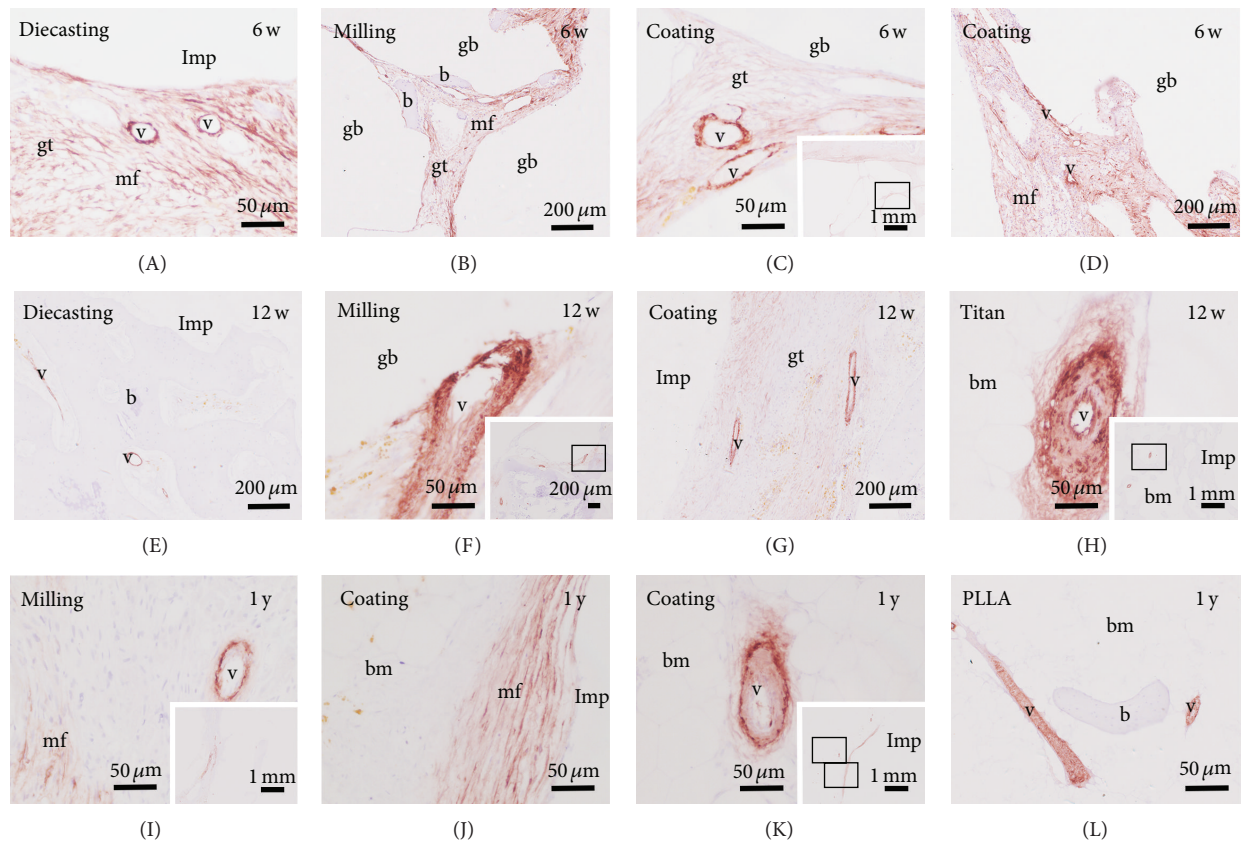 Diecasting 6 w
Imp
v v
gt
mf
50 μm
(A)
Milling 6 w
gb
b
b
gb
mf
gt
gb
200 μm
(B)
Coating 6 w
gb
gt
v
v
50 μm
1 mm
(C)
Coating 6 w
gb
v
v
mf
200 μm
(D)
Diecasting 12 w
Imp
v
b
v
200 μm
(E)
Milling 12 w
gb
v
50 μm
200 μm
(F)
Coating 12 w
gt
Imp
v
v
200 μm
(G)
Titan 12 w
bm
v
Imp
50 μm
bm
1 mm
(H)
Milling 1 y
v
mf
50 μm
1 mm
(I)
Coating 1 y
bm
mf
Imp
50 μm
(J)
Coating 1 y
bm
v
Imp
50 μm
1 mm
(K)
PLLA 1 y
bm
v
b
v
50 μm
(L)